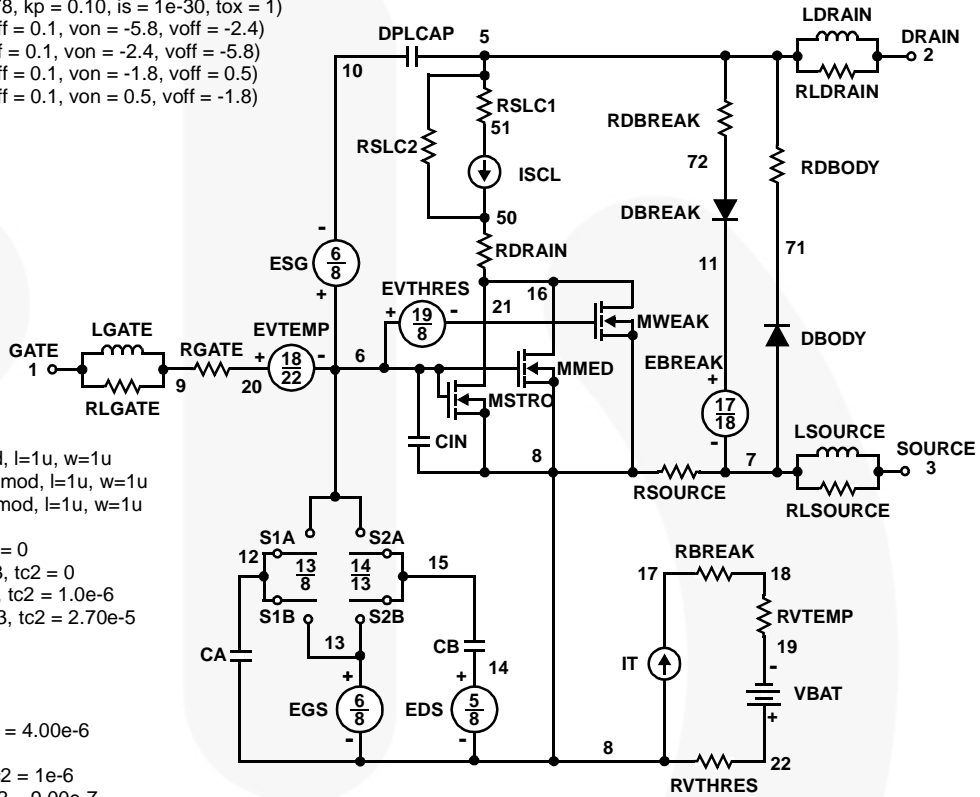 8, kp = 0.10, is = 1e-30, tox = 1)
off = 0.1, von = -5.8, voff = -2.4)
= 0.1, von = -2.4, voff = -5.8)
ff = 0.1, von = -1.8, voff = 0.5)
ff = 0.1, von = 0.5, voff = -1.8)
LDRAIN
DRAIN
2
RLDRAIN
DPLCAP
5
10
RSLC1
51
RSLC2
ISCL
50
RDRAIN
RDBREAK
72
RDBODY
DBREAK
71
11
-
ESG
6
8
+
EVTHRES
+
19
8
-
16
21
MWEAK
LGATE
GATE
1
RLGATE
9
RGATE
20
EVTEMP
+
18
22
-
6
MMED
MSTRO
DBODY
EBREAK
+
17
18
-
CIN
8
RSOURCE
7
LSOURCE
SOURCE
3
RLSOURCE
, l=1u, w=1u
mod, l=1u, w=1u
mod, l=1u, w=1u
= 0
, tc2 = 0
, tc2 = 1.0e-6
3, tc2 = 2.70e-5
= 4.00e-6
2 = 1e-6
S1A
S2A
12
13
8
14
13
15
S1B
S2B
13
CA
CB
14
+
EGS
6
8
-
+
EDS
5
8
-
8
RBREAK
17
18
RVTEMP
19
-
IT
VBAT
+
22
RVTHRES